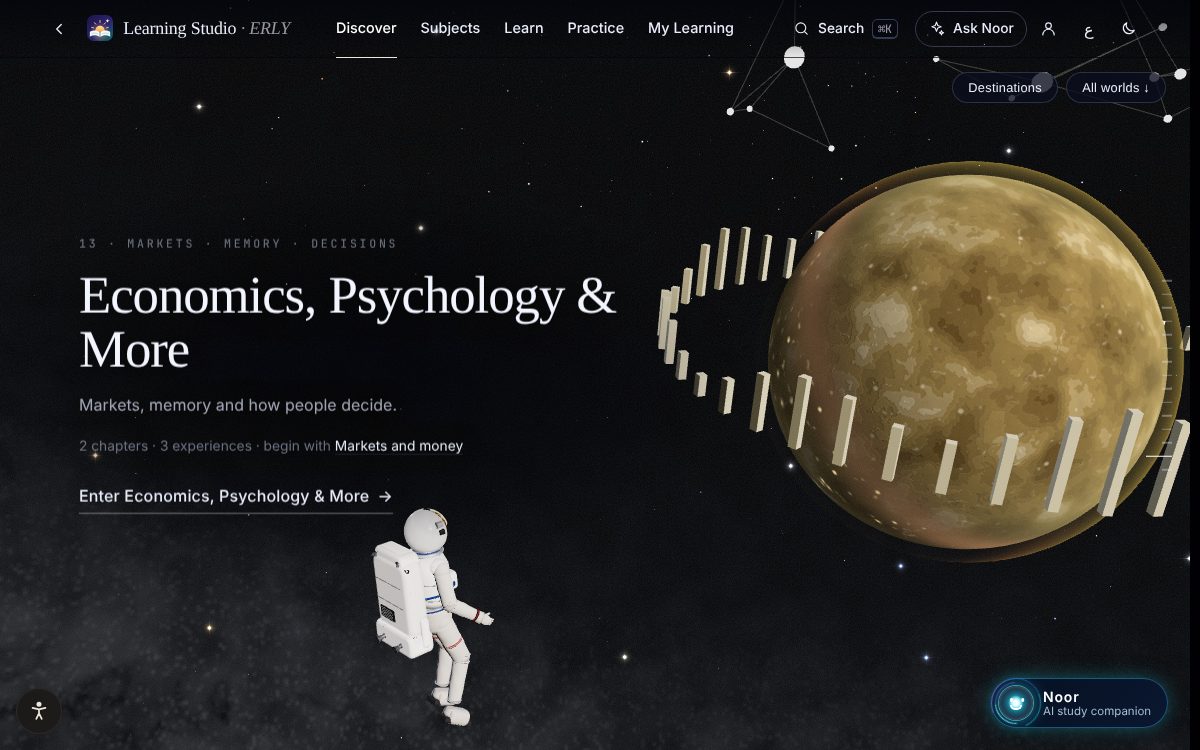 Learning Studio · ERLY
Discover
Subjects
Learn
Practice
My Learning
Search
⌘K
Ask Noor
ع
Destinations
All worlds ↓
13 · MARKETS · MEMORY · DECISIONS
Economics, Psychology &
More
Markets, memory and how people decide.
2 chapters · 3 experiences · begin with Markets and money
Enter Economics, Psychology & More →
Noor
AI study companion